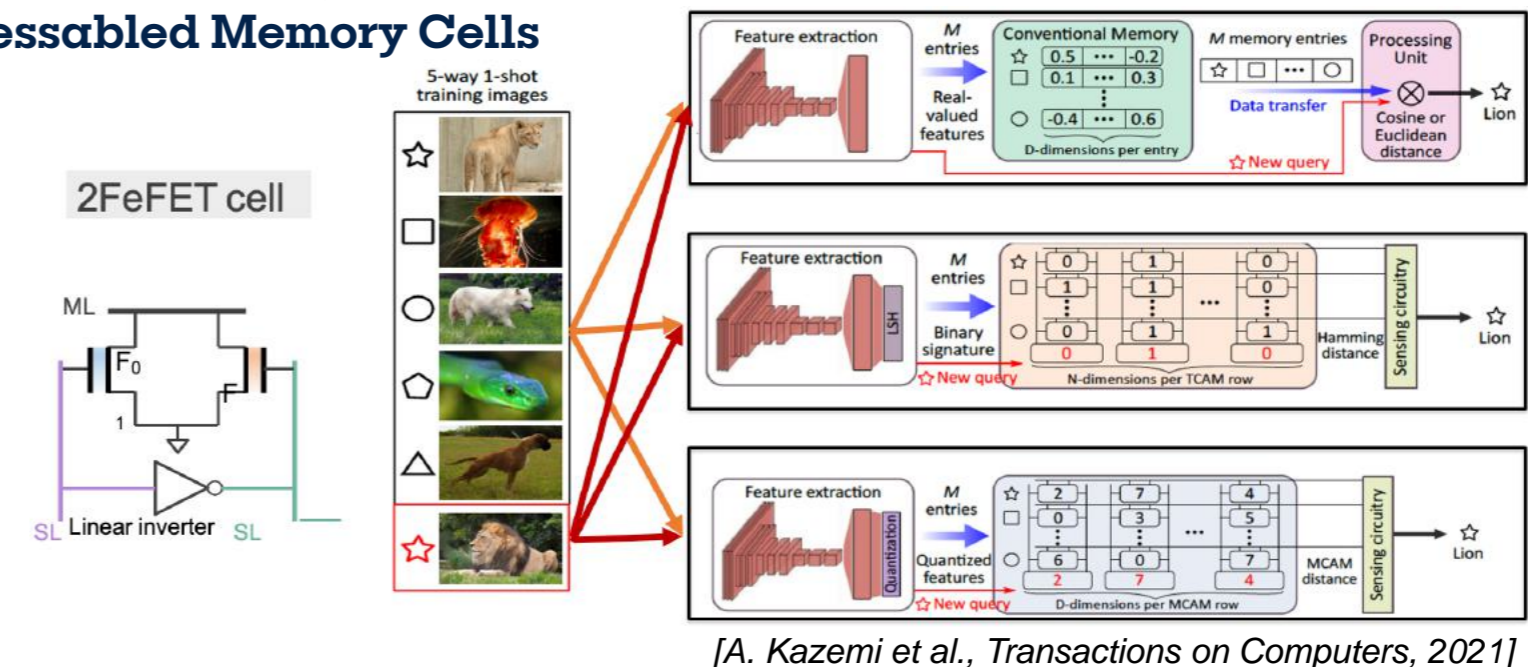 essabled Memory Cells
2FeFET cell
ML
F0
F
1
SL
Linear inverter
SL
5-way 1-shot
training images
Feature extraction
M
entries
Real-
valued
features
Conventional Memory
0.5 ••• -0.2
0.1 ••• 0.3
-0.4 ••• 0.6
D-dimensions per entry
M memory entries
•••
Data transfer
New query
Processing
Unit
Cosine or
Euclidean
distance
Lion
Feature extraction
LSH
M
entries
Binary
signature
New query
0 1 0
1 1 ••• 0
0 1 1
0 1 0
N-dimensions per TCAM row
Hamming
distance
Sensing circuitry
Lion
Feature extraction
Quantization
M
entries
Quantized
features
New query
2 7 4
0 3 ••• 5
6 0 7
2 7 4
D-dimensions per MCAM row
MCAM
distance
Sensing circuitry
Lion
[A. Kazemi et al., Transactions on Computers, 2021]